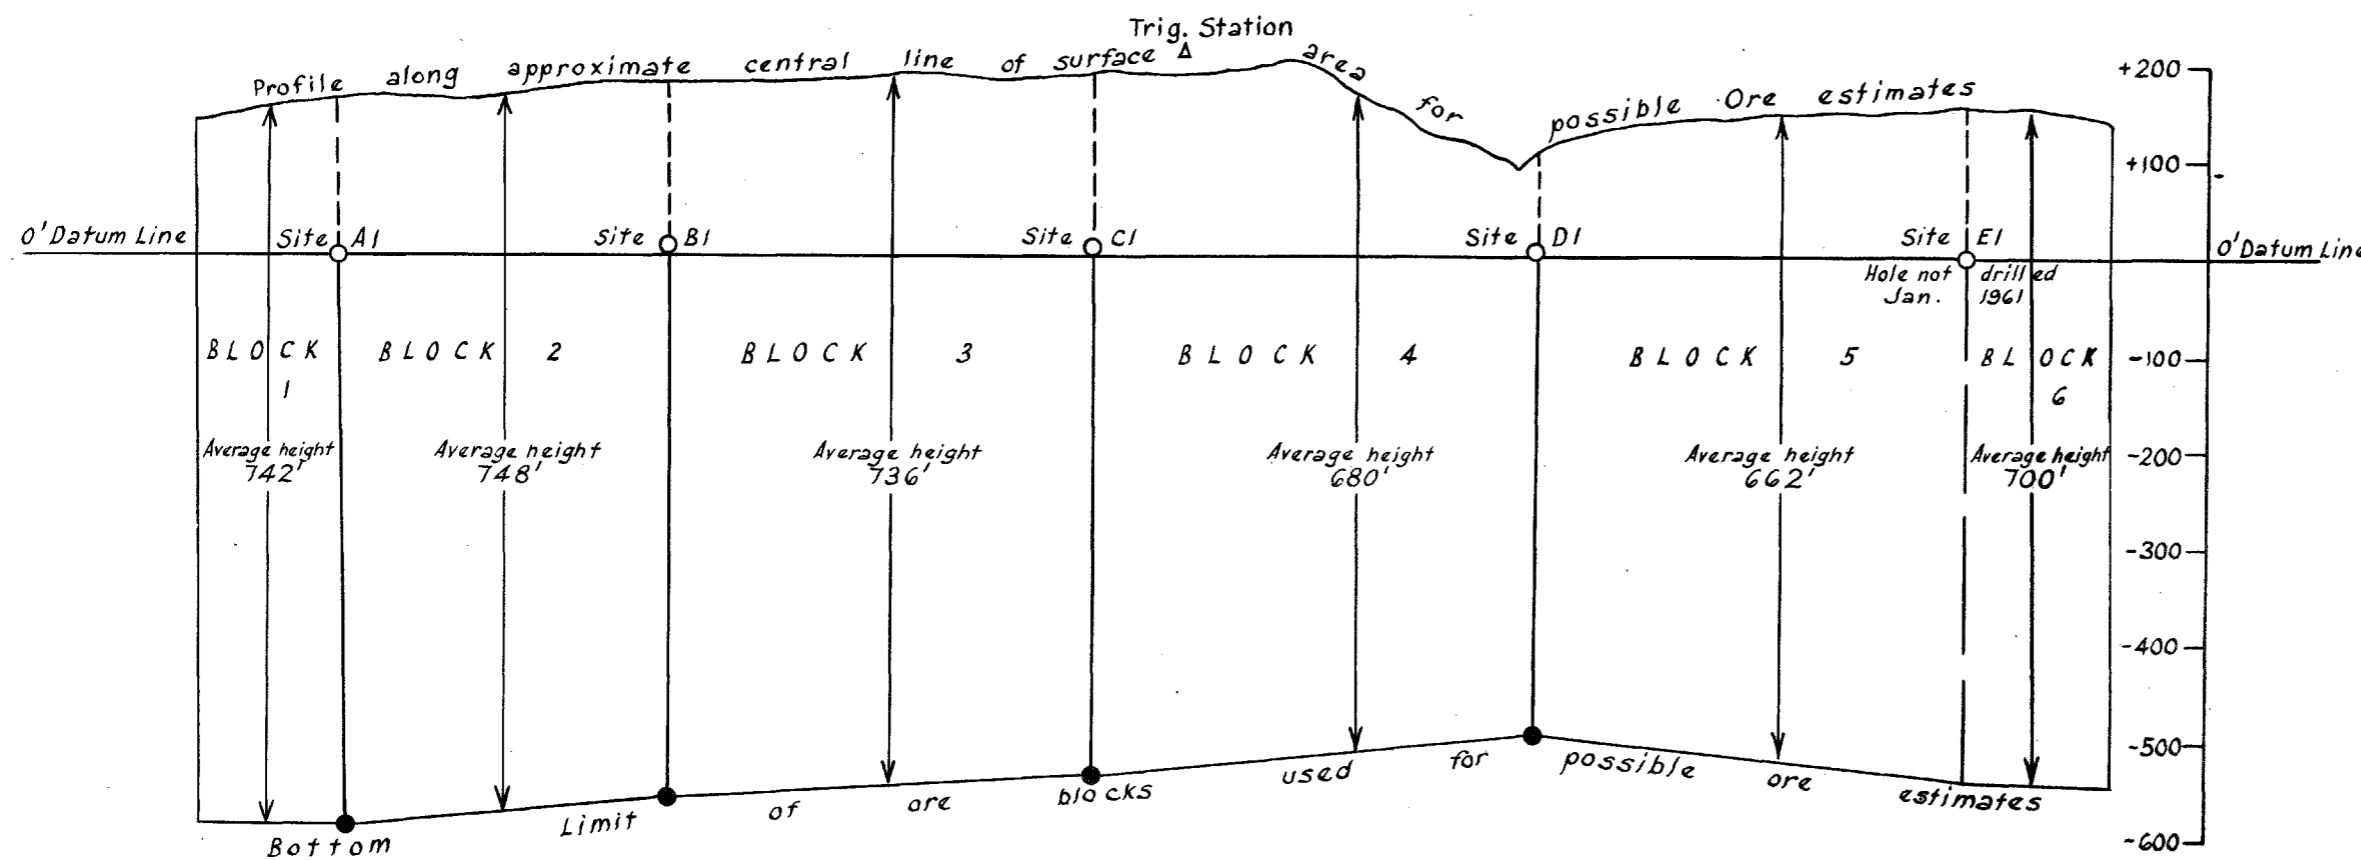 Trig. Station
Profile along approximate central line of surface area for possible Ore estimates
+200
+100
0' Datum Line
Site A1
Site B1
Site C1
Site D1
Site E1
0' Datum Line
Hole not drilled
Jan. 1961
BLOCK
1
BLOCK 2
BLOCK 3
BLOCK 4
BLOCK 5
BLOCK
6
-100
Average height
742'
Average height
748'
Average height
736'
Average height
680'
Average height
662'
Average height
700'
-200
-300
-400
-500
-600
Bottom Limit of ore blocks used for possible ore estimates